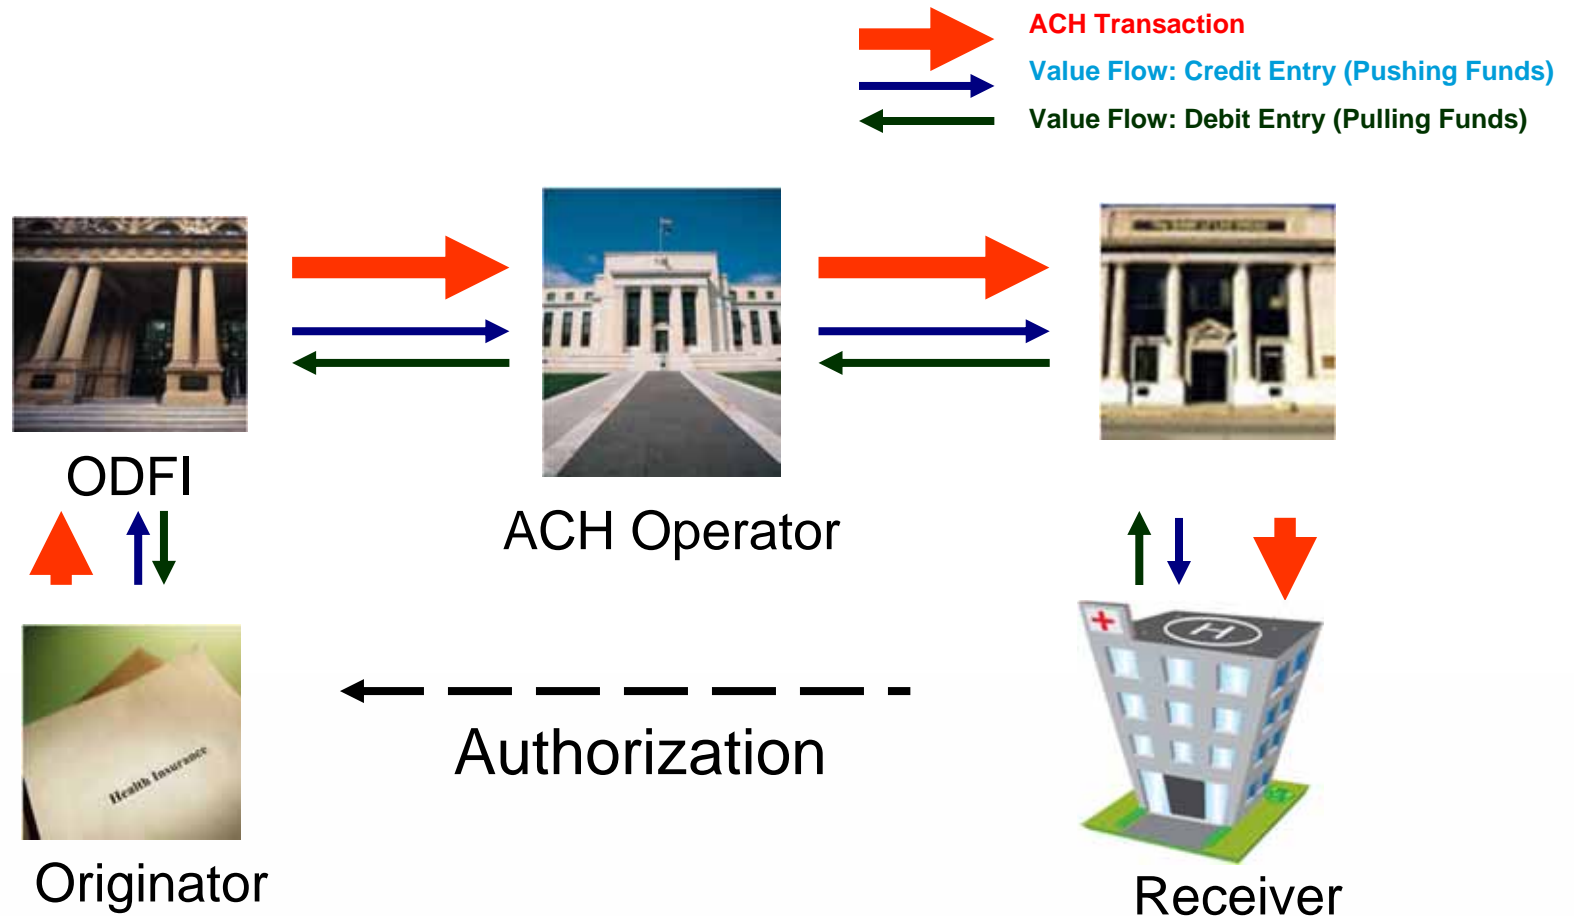 ACH Transaction
Value Flow: Credit Entry (Pushing Funds)
Value Flow: Debit Entry (Pulling Funds)
ODFI
ACH Operator
H
Health Insurance
Authorization
Originator
Receiver